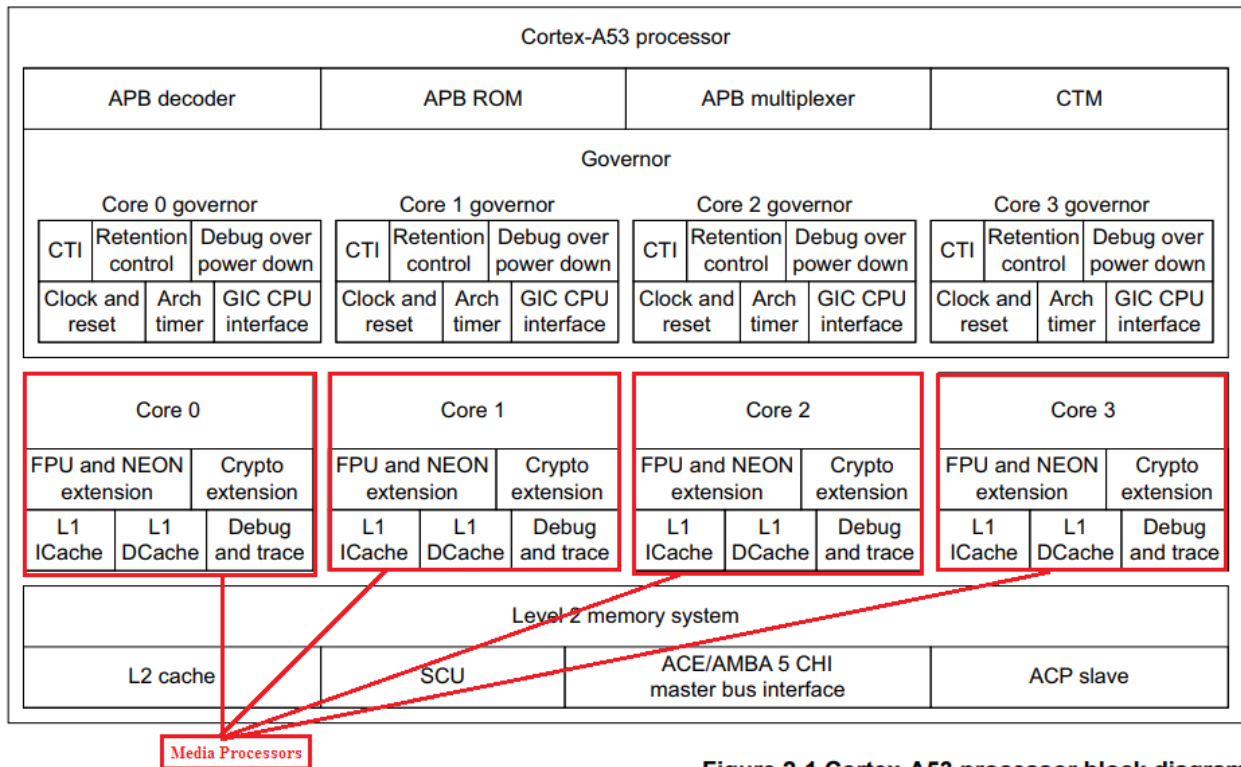 Cortex-A53 processor
APB decoder APB ROM APB multiplexer CTM
Governor
Core 0 governor Core 1 governor Core 2 governor Core 3 governor
CTI Retention control Debug over power down CTI Retention control Debug over power down CTI Retention control Debug over power down CTI Retention control Debug over power down
Clock and reset Arch timer GIC CPU interface Clock and reset Arch timer GIC CPU interface Clock and reset Arch timer GIC CPU interface Clock and reset Arch timer GIC CPU interface
Core 0 Core 1 Core 2 Core 3
FPU and NEON extension Crypto extension FPU and NEON extension Crypto extension FPU and NEON extension Crypto extension FPU and NEON extension Crypto extension
L1 ICache L1 DCache Debug and trace L1 ICache L1 DCache Debug and trace L1 ICache L1 DCache Debug and trace L1 ICache L1 DCache Debug and trace
Level 2 memory system
L2 cache SCU ACE/AMBA 5 CHI master bus interface ACP slave
Media Processors
Figure 2-1 Cortex-A53 processor block diagram